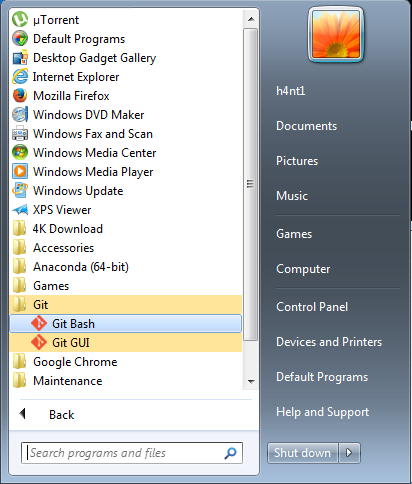 µTorrent
Default Programs
Desktop Gadget Gallery
Internet Explorer
Mozilla Firefox
Windows DVD Maker
Windows Fax and Scan
Windows Media Center
Windows Media Player
Windows Update
XPS Viewer
4K Download
Accessories
Anaconda (64-bit)
Games
Git
Git Bash
Git GUI
Google Chrome
Maintenance
Back
Search programs and files
h4nt1
Documents
Pictures
Music
Games
Computer
Control Panel
Devices and Printers
Default Programs
Help and Support
Shut down